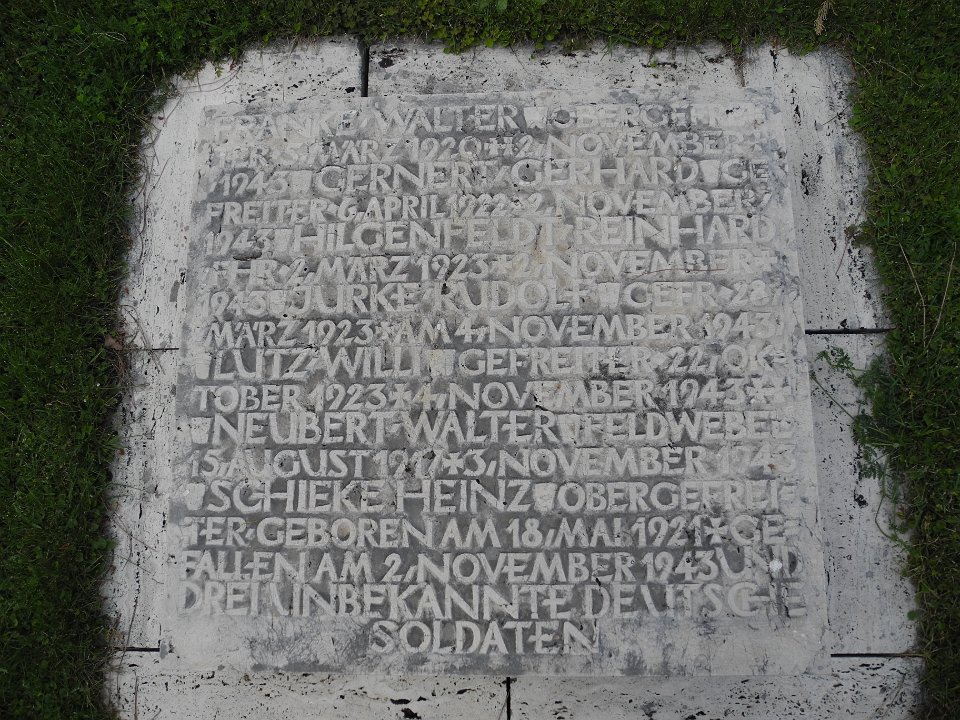 FRANKE · WALTER OBERGEFREI
TER 5, MÄRZ 1920 ✶ 2, NOVEMBER
1943 GERNER · GERHARD GE
FREITER 6, APRIL 1922 ✶ 2, NOVEMBER
1943 HILGENFELDT · REINHARD
2, MÄRZ 1923 ✶ 2, NOVEMBER
1943 JURKE · RUDOLF GEFR · 28,
MÄRZ 1923 ✶ AM 4, NOVEMBER 1943
LUTZ · WILLI GEFREITER · 22, OK
TOBER 1923 ✶ 4, NOVEMBER 1943 ✶
NEUBERT · WALTER FELDWEBEL
15, AUGUST 1917 ✶ 3, NOVEMBER 1943
SCHIEKE HEINZ OBERGEFREI
TER · GEBOREN AM 18, MAI 1921 ✶ GE
FALLEN AM 2, NOVEMBER 1943 UND
DREI UNBEKANNTE DEUTSCHE
SOLDATEN